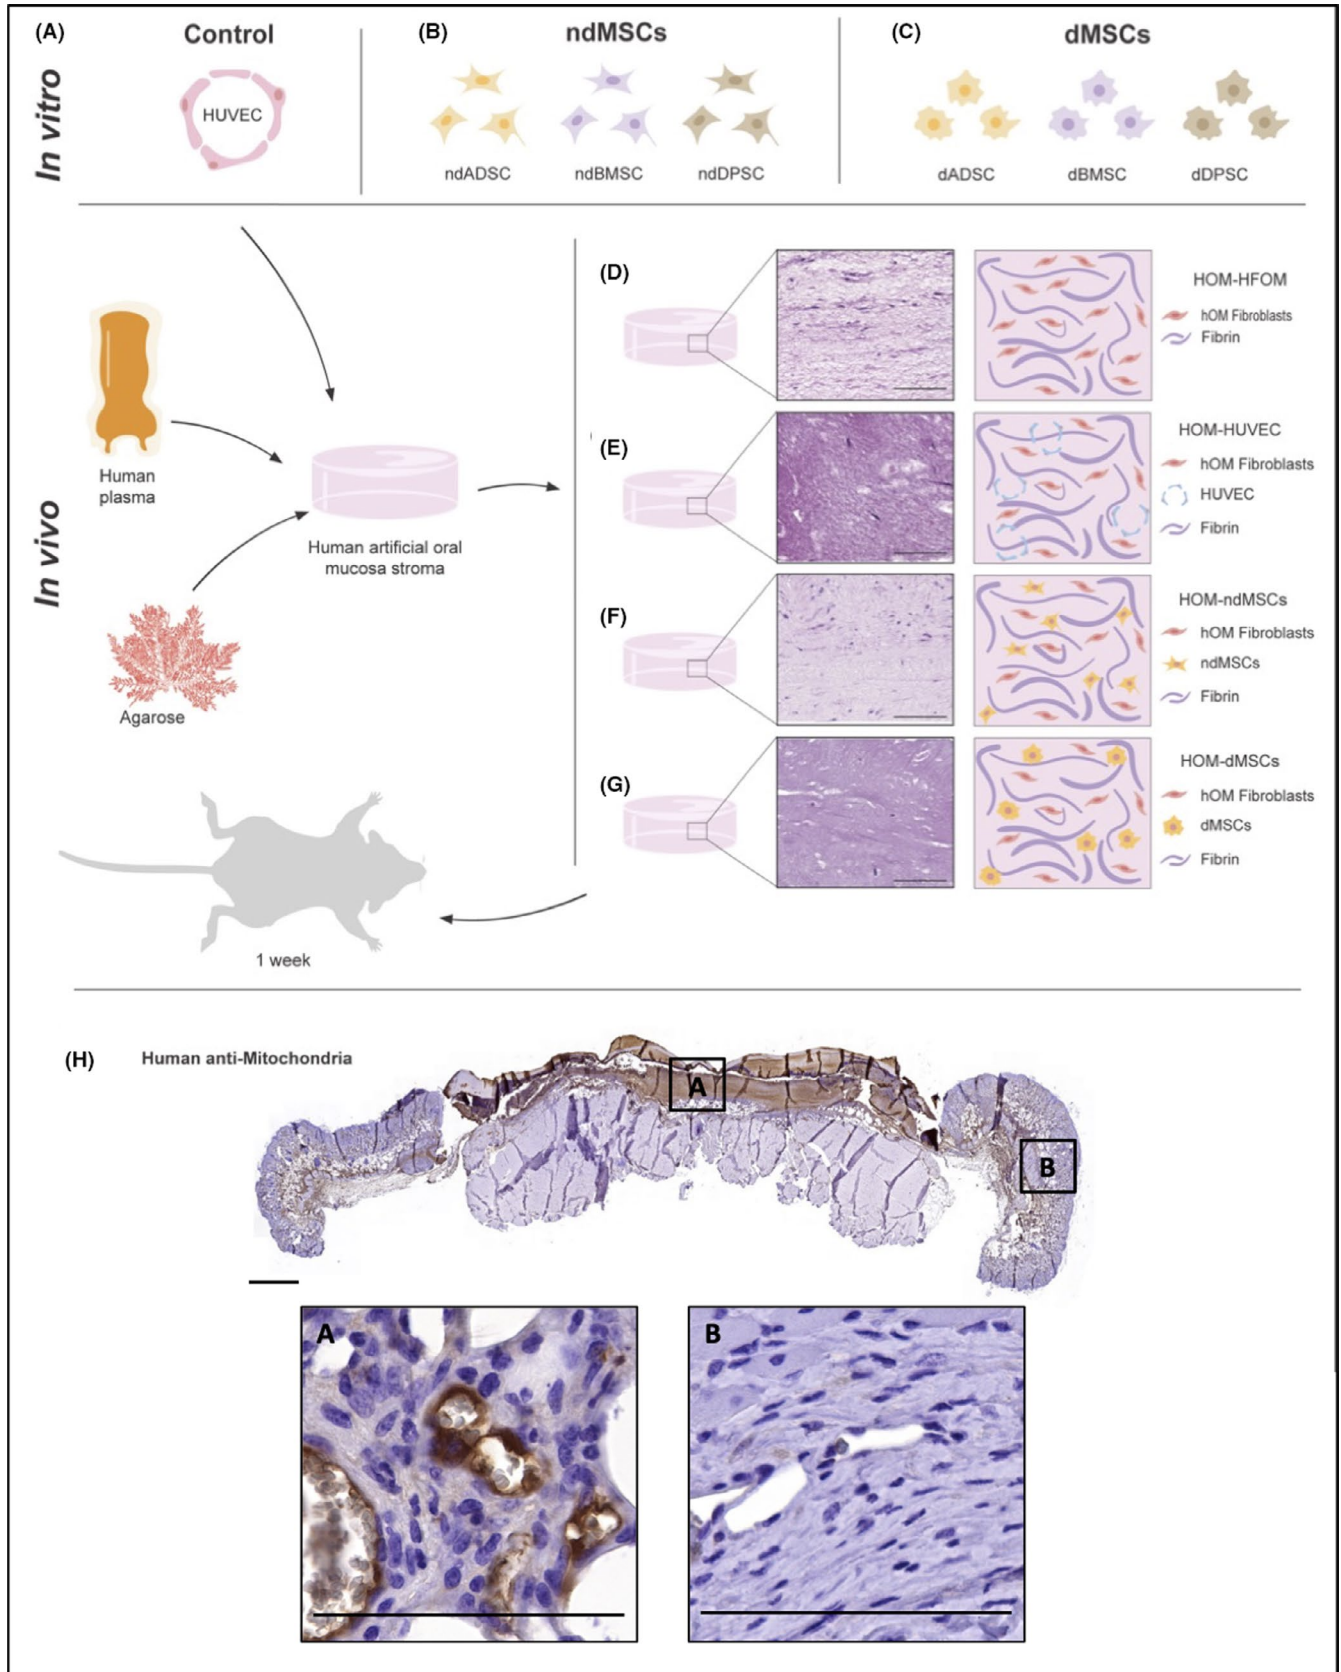 (A)
Control
(B)
ndMSCs
(C)
dMSCs
In vitro
HUVEC
ndADSC
ndBMSC
ndDPSC
dADSC
dBMSC
dDPSC
In vivo
Human
plasma
Agarose
Human artificial oral
mucosa stroma
1 week
(D)
HOM-HFOM
hOM Fibroblasts
Fibrin
(E)
HOM-HUVEC
hOM Fibroblasts
HUVEC
Fibrin
(F)
HOM-ndMSCs
hOM Fibroblasts
ndMSCs
Fibrin
(G)
HOM-dMSCs
hOM Fibroblasts
dMSCs
Fibrin
(H)
Human anti-Mitochondria
A
B
A
B